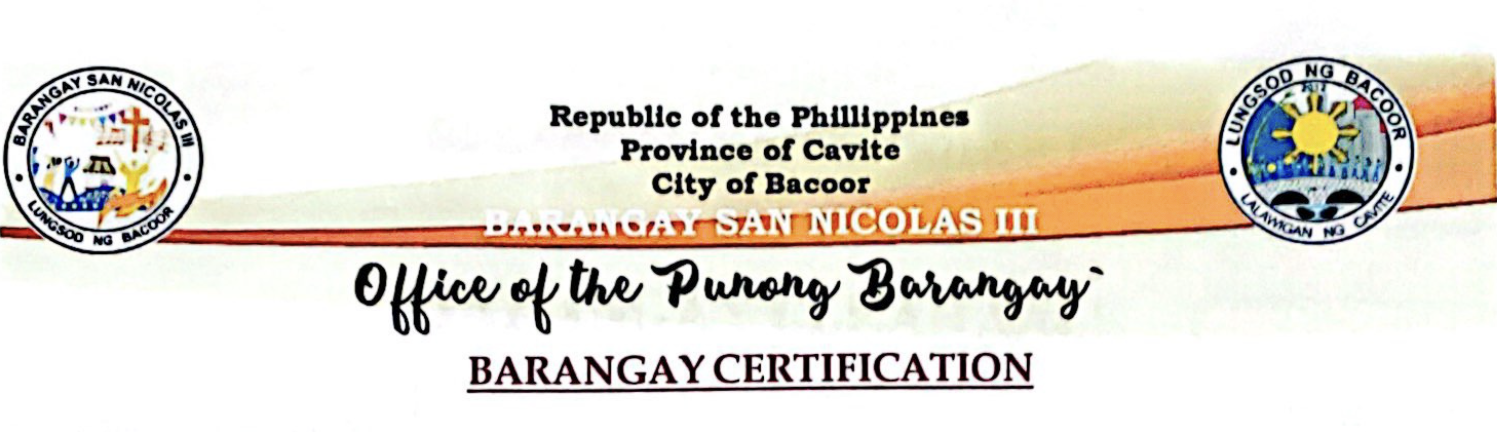 BARANGAY SAN NICOLAS III
LUNGSOD NG BACOOR
Republic of the Phillippines
Province of Cavite
City of Bacoor
BARANGAY SAN NICOLAS III
Office of the Punong Barangay`
BARANGAY CERTIFICATION
LUNGSOD NG BACOOR
2012
LALAWIGAN NG CAVITE